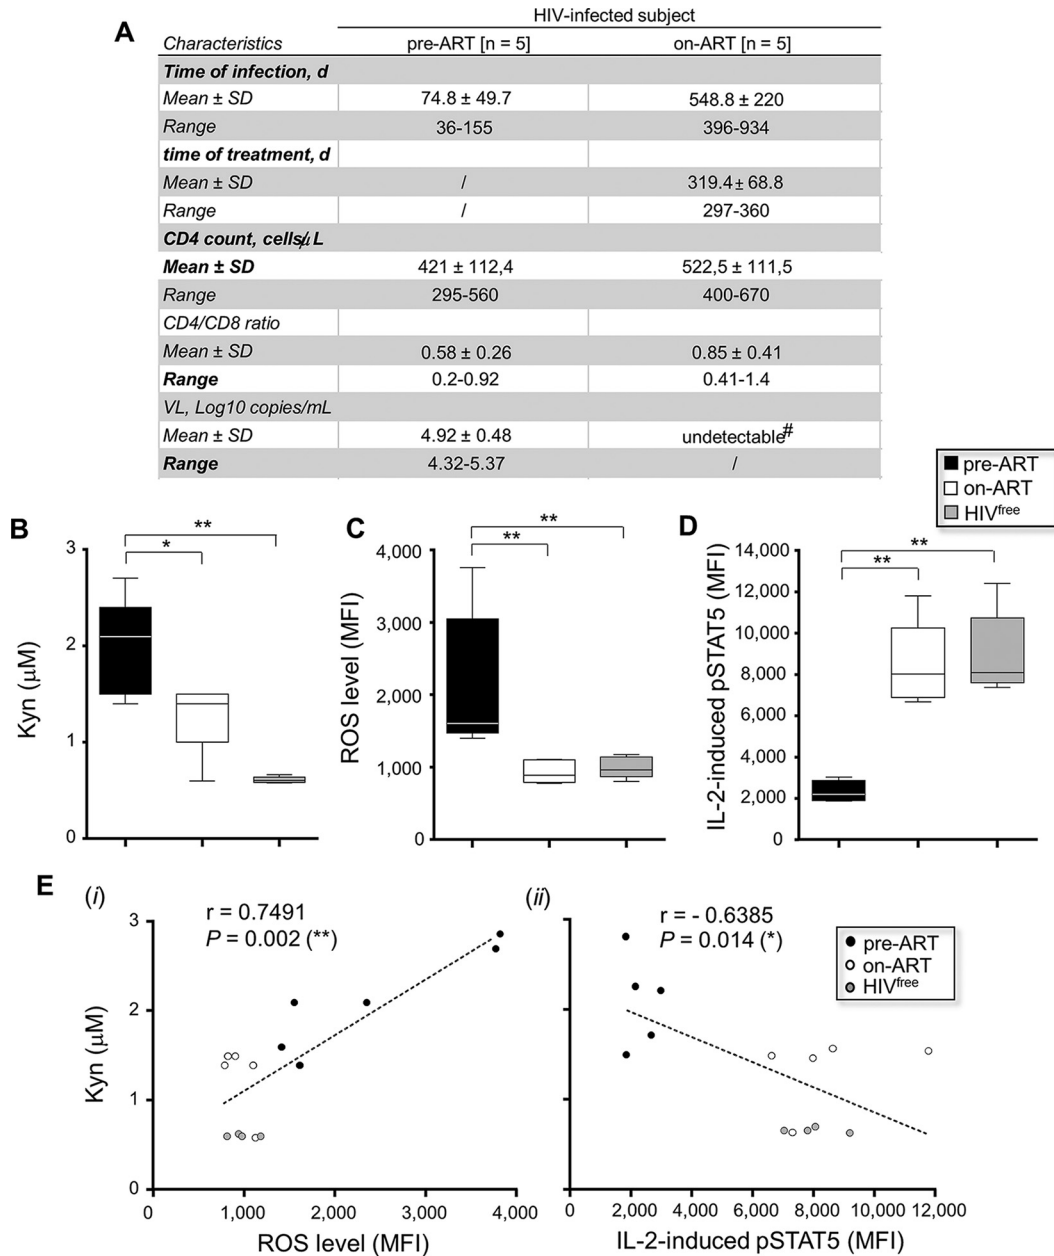 HIV-infected subject
A
Characteristics pre-ART [n = 5] on-ART [n = 5]
Time of infection, d
Mean ± SD 74.8 ± 49.7 548.8 ± 220
Range 36-155 396-934
time of treatment, d
Mean ± SD / 319.4 ± 68.8
Range / 297-360
CD4 count, cells/µ L
Mean ± SD 421 ± 112,4 522,5 ± 111,5
Range 295-560 400-670
CD4/CD8 ratio
Mean ± SD 0.58 ± 0.26 0.85 ± 0.41
Range 0.2-0.92 0.41-1.4
VL, Log10 copies/mL
Mean ± SD 4.92 ± 0.48 undetectable#
Range 4.32-5.37 /
pre-ART
on-ART
HIVfree
B
**
*
3
2
1
0
Kyn (µM)
C
**
**
4,000
3,000
2,000
1,000
0
ROS level (MFI)
D
**
**
14,000
12,000
10,000
8,000
6,000
4,000
2,000
0
IL-2-induced pSTAT5 (MFI)
E
(i)
r = 0.7491
P = 0.002 (**)
3
2
1
0
Kyn (µM)
0 1,000 2,000 3,000 4,000
ROS level (MFI)
(ii)
r = - 0.6385
P = 0.014 (*)
pre-ART
on-ART
HIVfree
0 2,000 4,000 6,000 8,000 10,000 12,000
IL-2-induced pSTAT5 (MFI)